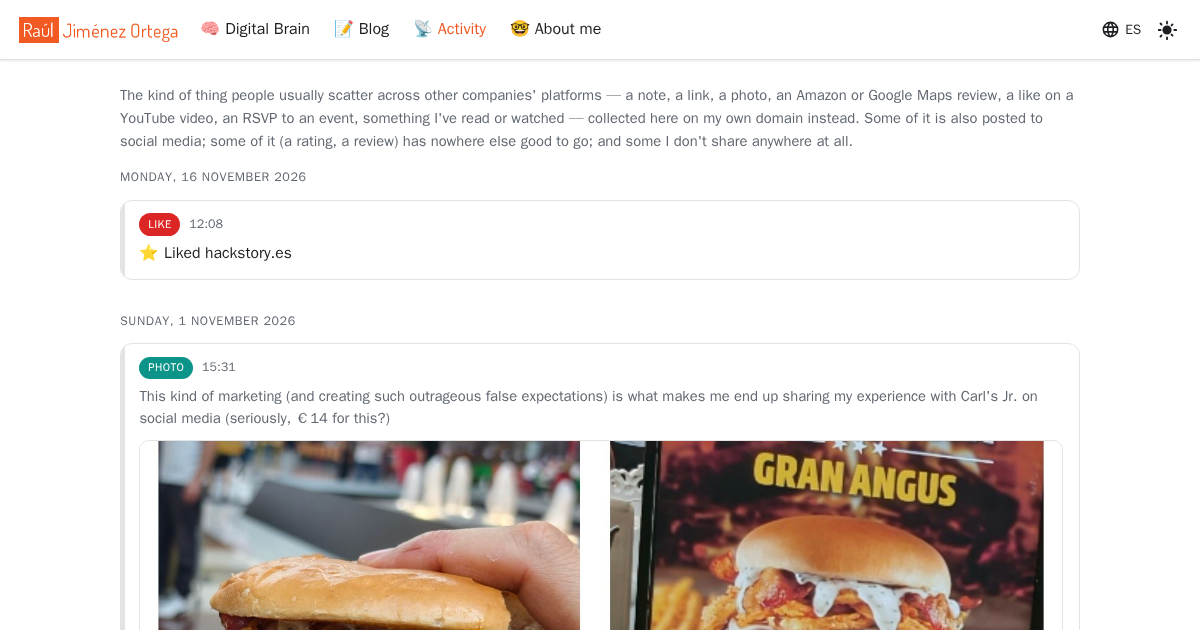 Raúl Jiménez Ortega 🧠 Digital Brain 📝 Blog 📡 Activity 🤓 About me ES
The kind of thing people usually scatter across other companies' platforms — a note, a link, a photo, an Amazon or Google Maps review, a like on a
YouTube video, an RSVP to an event, something I've read or watched — collected here on my own domain instead. Some of it is also posted to
social media; some of it (a rating, a review) has nowhere else good to go; and some I don't share anywhere at all.
MONDAY, 16 NOVEMBER 2026
LIKE 12:08
⭐ Liked hackstory.es
SUNDAY, 1 NOVEMBER 2026
PHOTO 15:31
This kind of marketing (and creating such outrageous false expectations) is what makes me end up sharing my experience with Carl's Jr. on
social media (seriously, €14 for this?)
GRAN ANGUS